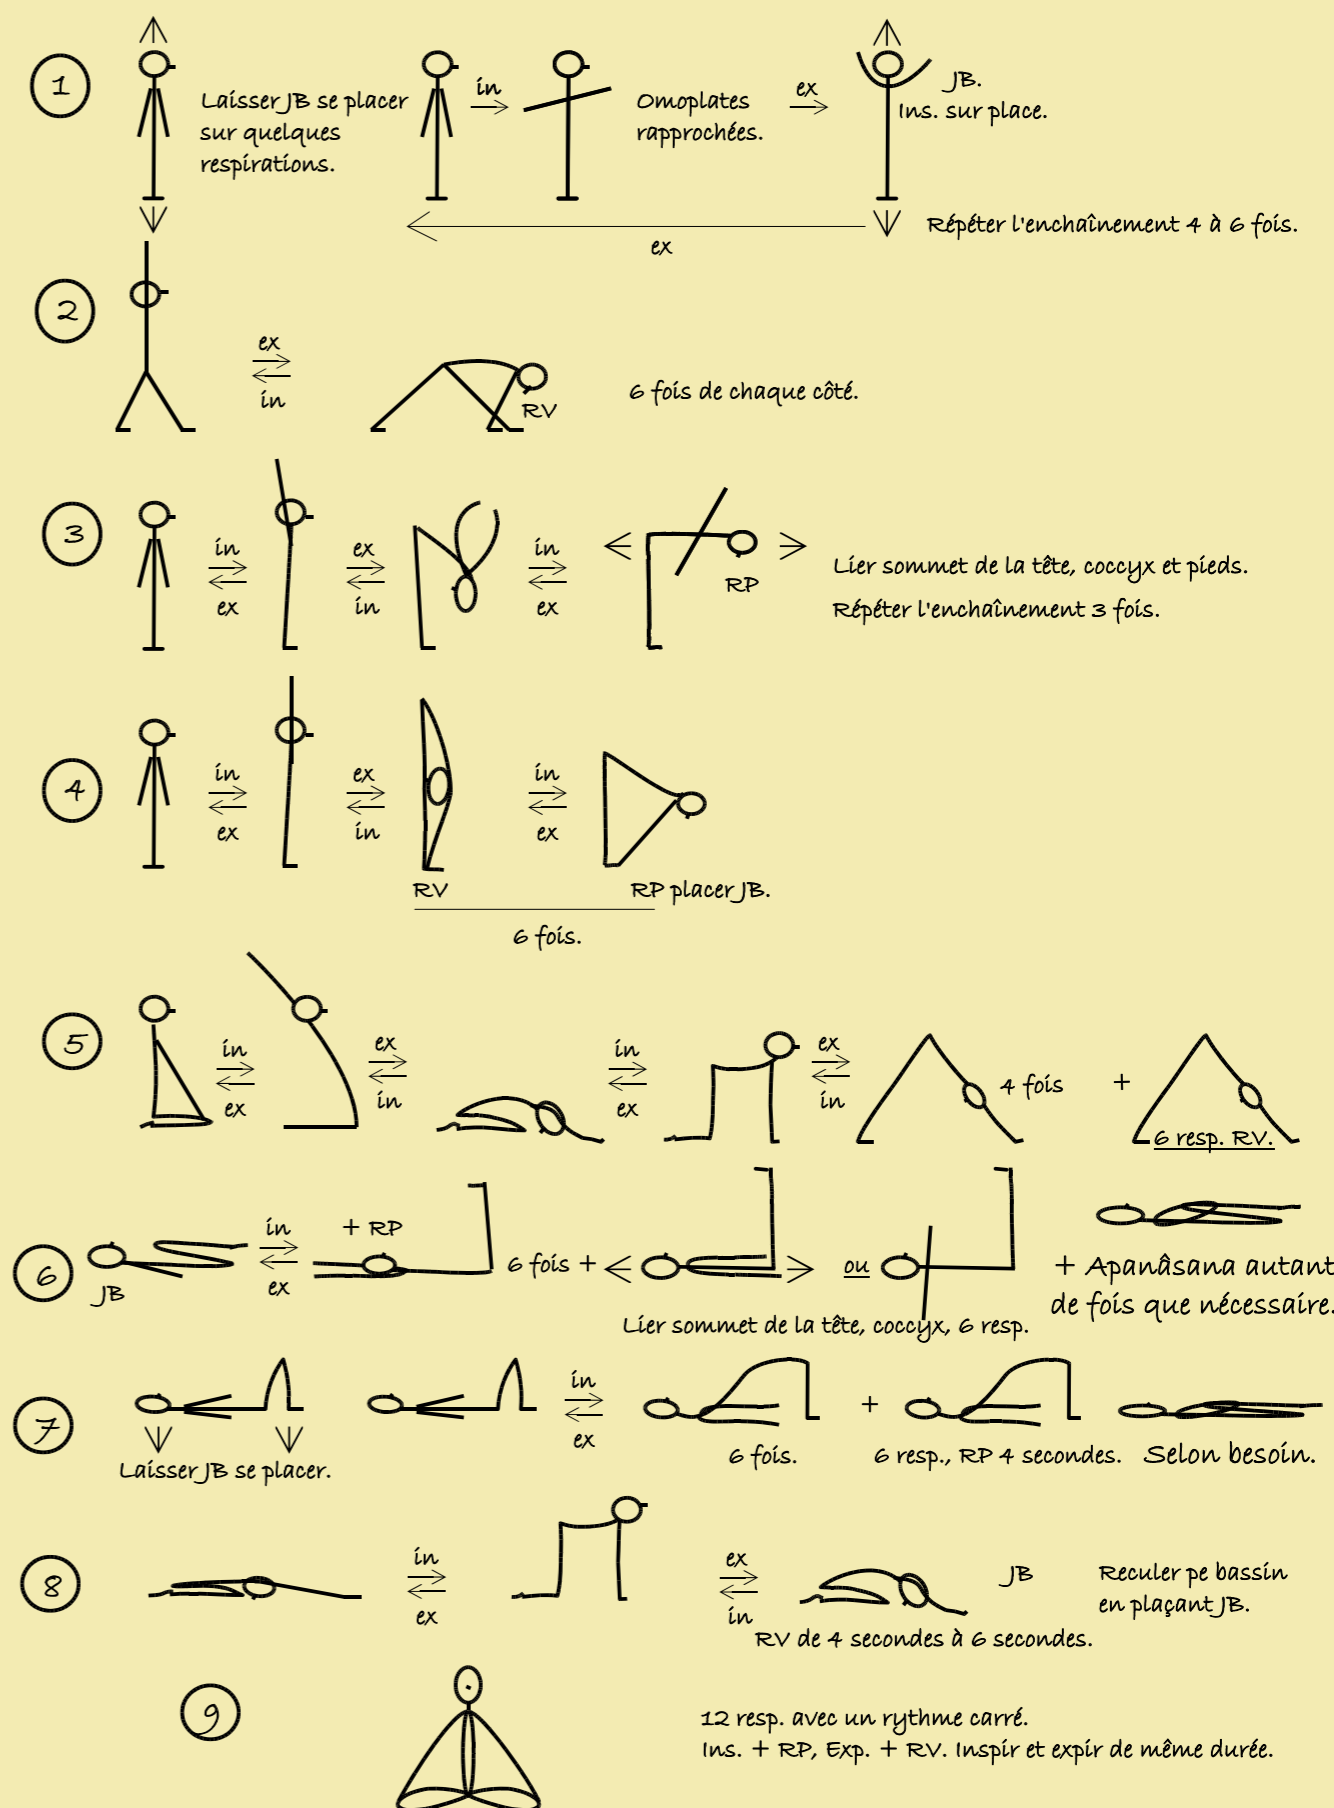 1
Laisser JB se placer
sur quelques
respirations.
in
Omoplates
rapprochées.
ex
JB.
Ins. sur place.
ex
Répéter l'enchaînement 4 à 6 fois.
2
ex
in
RV
6 fois de chaque côté.
3
in
ex
ex
in
in
ex
RP
Lier sommet de la tête, coccyx et pieds.
Répéter l'enchaînement 3 fois.
4
in
ex
ex
in
in
ex
RV
RP placer JB.
6 fois.
5
in
ex
ex
in
in
ex
ex
in
4 fois
+
6 resp. RV.
6
JB
in
ex
+ RP
6 fois +
ou
Lier sommet de la tête, coccyx, 6 resp.
+ Apanâsana autant
de fois que nécessaire.
7
Laisser JB se placer.
in
ex
6 fois.
+
6 resp., RP 4 secondes.
Selon besoin.
8
in
ex
ex
in
RV de 4 secondes à 6 secondes.
JB
Reculer pe bassin
en plaçant JB.
9
12 resp. avec un rythme carré.
Ins. + RP, Exp. + RV. Inspir et expir de même durée.